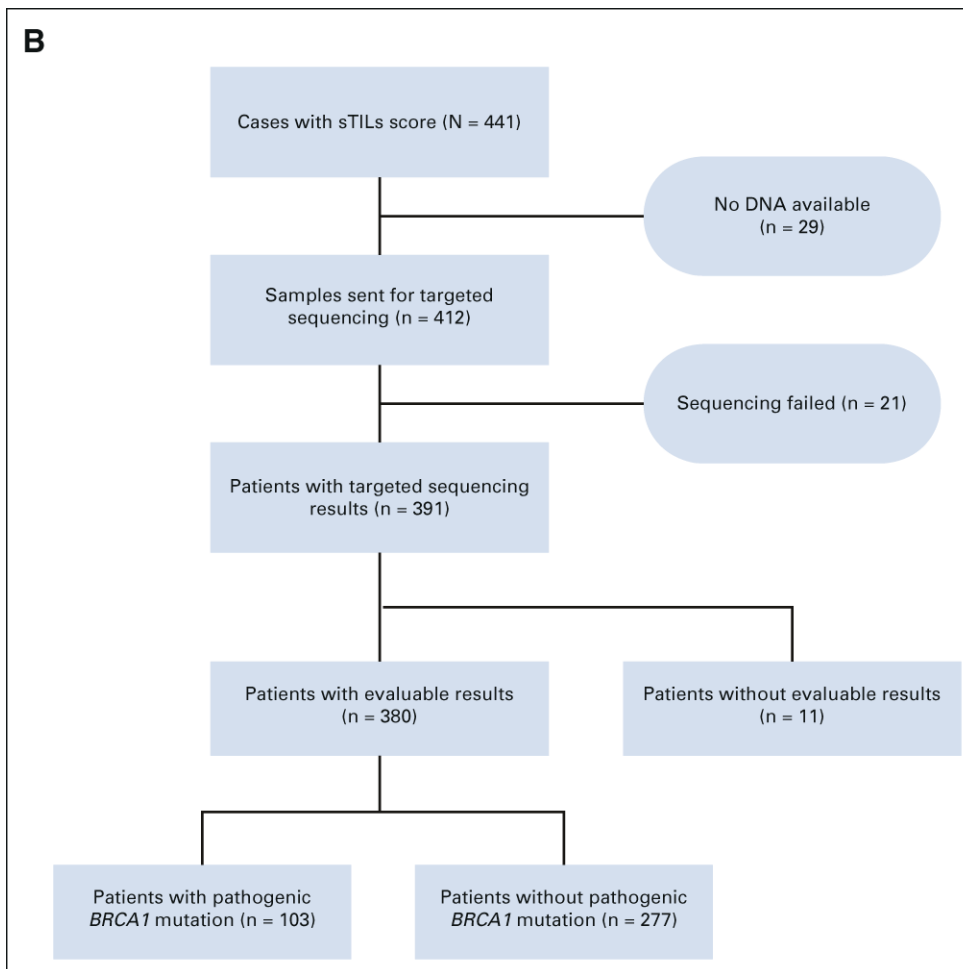 B
Cases with sTILs score (N = 441)
No DNA available
(n = 29)
Samples sent for targeted
sequencing (n = 412)
Sequencing failed (n = 21)
Patients with targeted sequencing
results (n = 391)
Patients with evaluable results
(n = 380)
Patients without evaluable results
(n = 11)
Patients with pathogenic
BRCA1 mutation (n = 103)
Patients without pathogenic
BRCA1 mutation (n = 277)